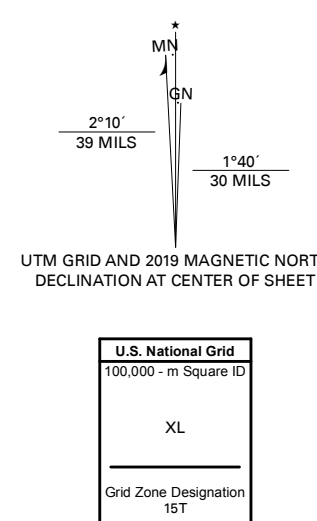 ★
MN
GN
2°10´
39 MILS
1°40´
30 MILS
UTM GRID AND 2019 MAGNETIC NORT
DECLINATION AT CENTER OF SHEET
U.S. National Grid
100,000 - m Square ID
XL
Grid Zone Designation
15T